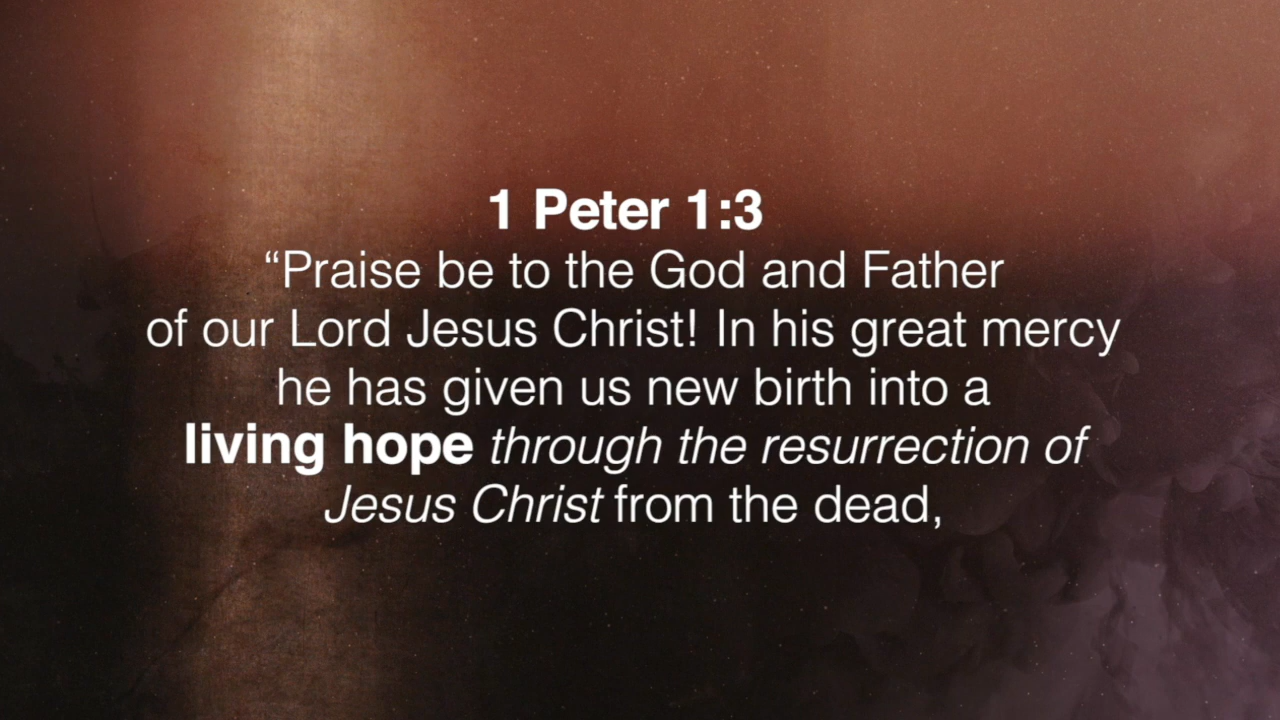 1 Peter 1:3
“Praise be to the God and Father
of our Lord Jesus Christ! In his great mercy
he has given us new birth into a
living hope through the resurrection of
Jesus Christ from the dead,